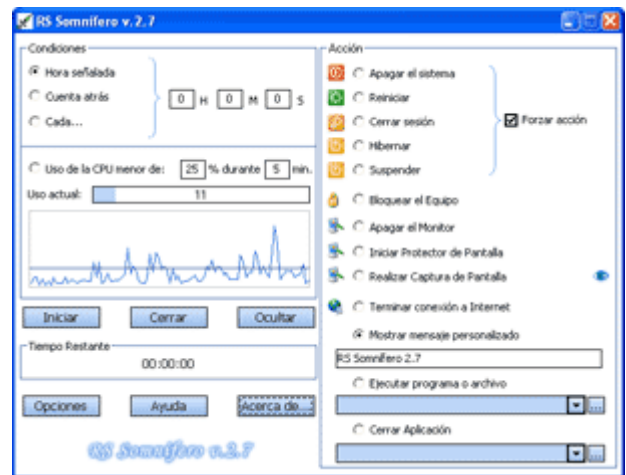 RS Somnífero v.2.7
Condiciones
Hora señalada
Cuenta atrás
Cada...
0 H 0 M 0 S
Uso de la CPU menor de: 25 % durante 5 min.
Uso actual: 11
Iniciar Cerrar Ocultar
Tiempo Restante
00:00:00
Opciones Ayuda Acerca de...
RS Somnífero v.2.7
Acción
Apagar el sistema
Reiniciar
Cerrar sesión
Hibernar
Suspender
Forzar acción
Bloquear el Equipo
Apagar el Monitor
Iniciar Protector de Pantalla
Realizar Captura de Pantalla
Terminar conexión a Internet
Mostrar mensaje personalizado
RS Somnífero 2.7
Ejecutar programa o archivo
...
Cerrar Aplicación
...